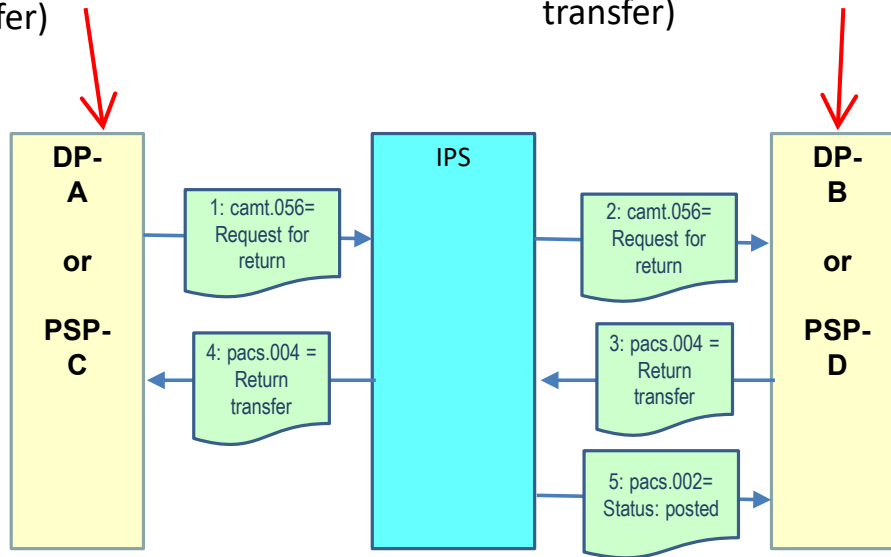 fer)
transfer)
DP-
A
or
PSP-
C
IPS
DP-
B
or
PSP-
D
1: camt.056=
Request for
return
2: camt.056=
Request for
return
4: pacs.004 =
Return
transfer
3: pacs.004 =
Return
transfer
5: pacs.002=
Status: posted